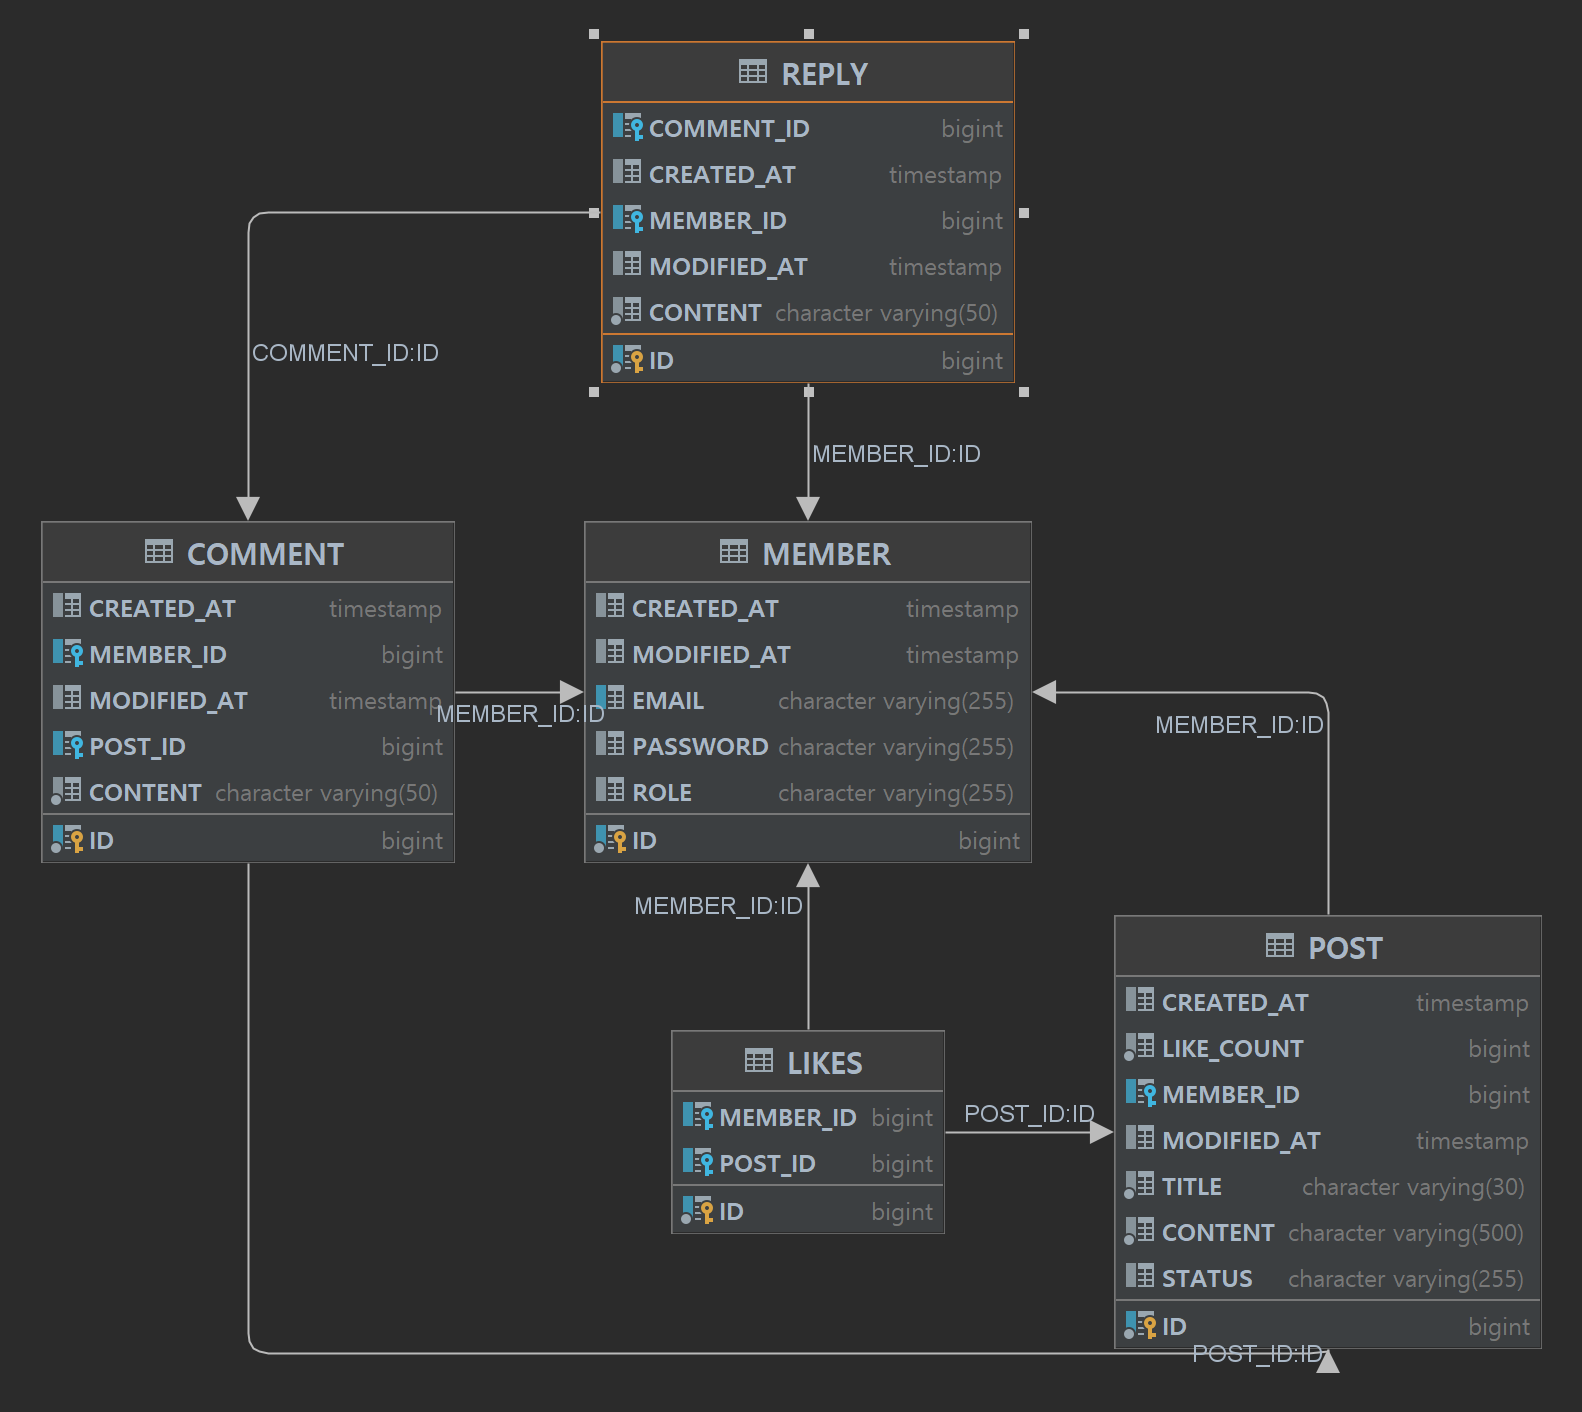 REPLY
COMMENT_ID bigint
CREATED_AT timestamp
MEMBER_ID bigint
MODIFIED_AT timestamp
CONTENT character varying(50)
ID bigint
COMMENT_ID:ID
MEMBER_ID:ID
COMMENT
CREATED_AT timestamp
MEMBER_ID bigint
MODIFIED_AT timestamp
POST_ID bigint
CONTENT character varying(50)
ID bigint
MEMBER_ID:ID
MEMBER
CREATED_AT timestamp
MODIFIED_AT timestamp
EMAIL character varying(255)
PASSWORD character varying(255)
ROLE character varying(255)
ID bigint
MEMBER_ID:ID
MEMBER_ID:ID
LIKES
MEMBER_ID bigint
POST_ID bigint
ID bigint
POST_ID:ID
POST
CREATED_AT timestamp
LIKE_COUNT bigint
MEMBER_ID bigint
MODIFIED_AT timestamp
TITLE character varying(30)
CONTENT character varying(500)
STATUS character varying(255)
ID bigint
POST_ID:ID